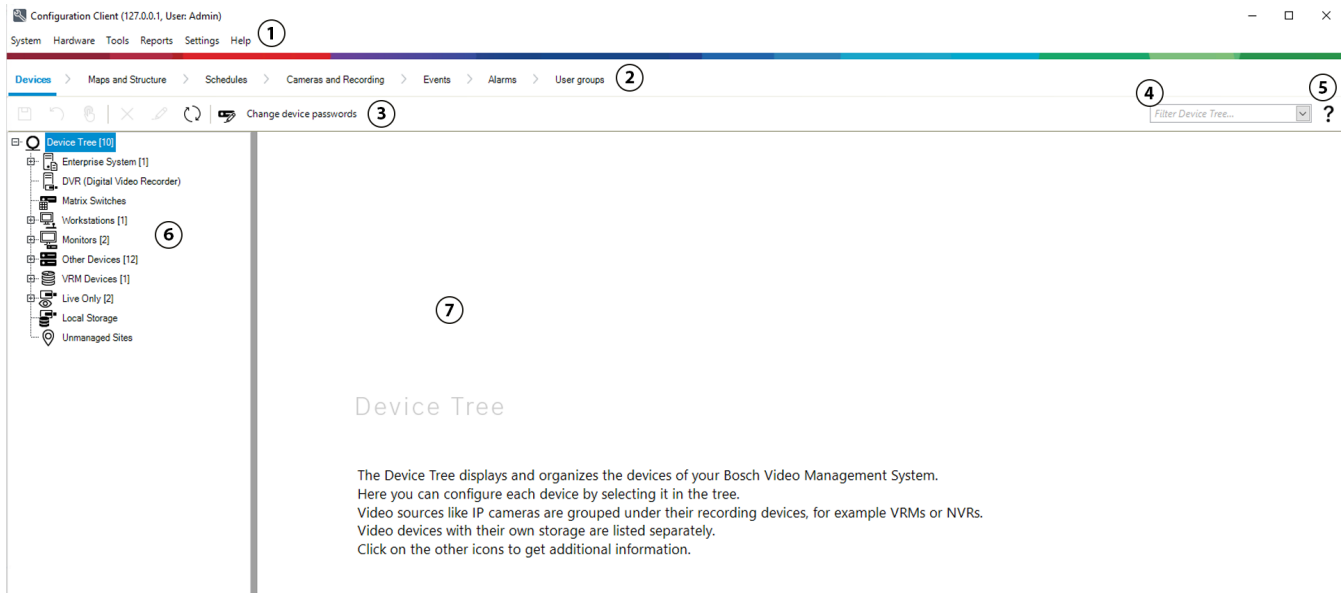 Configuration Client (127.0.0.1, User: Admin)
System Hardware Tools Reports Settings Help 1
Devices > Maps and Structure > Schedules > Cameras and Recording > Events > Alarms > User groups 2
Change device passwords 3
4
Filter Device Tree...
5
?
Device Tree [10]
Enterprise System [1]
DVR (Digital Video Recorder)
Matrix Switches
Workstations [1]
Monitors [2]
Other Devices [12]
VRM Devices [1]
Live Only [2]
Local Storage
Unmanaged Sites
6
7
Device Tree
The Device Tree displays and organizes the devices of your Bosch Video Management System.
Here you can configure each device by selecting it in the tree.
Video sources like IP cameras are grouped under their recording devices, for example VRMs or NVRs.
Video devices with their own storage are listed separately.
Click on the other icons to get additional information.